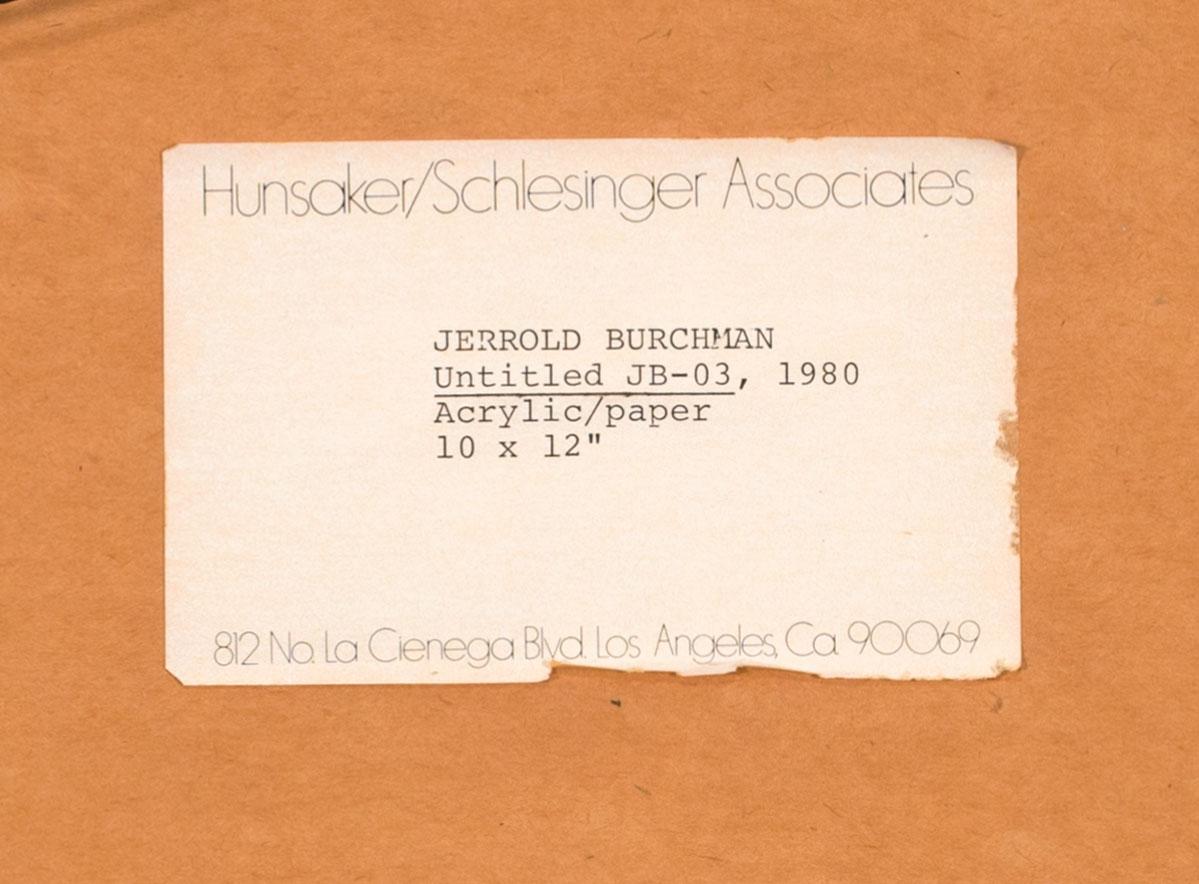 Hunsaker/Schlesinger Associates
JERROLD BURCHMAN
Untitled JB-03, 1980
Acrylic/paper
10 x 12"
812 No. La Cienega Blvd. Los Angeles, Ca. 90069